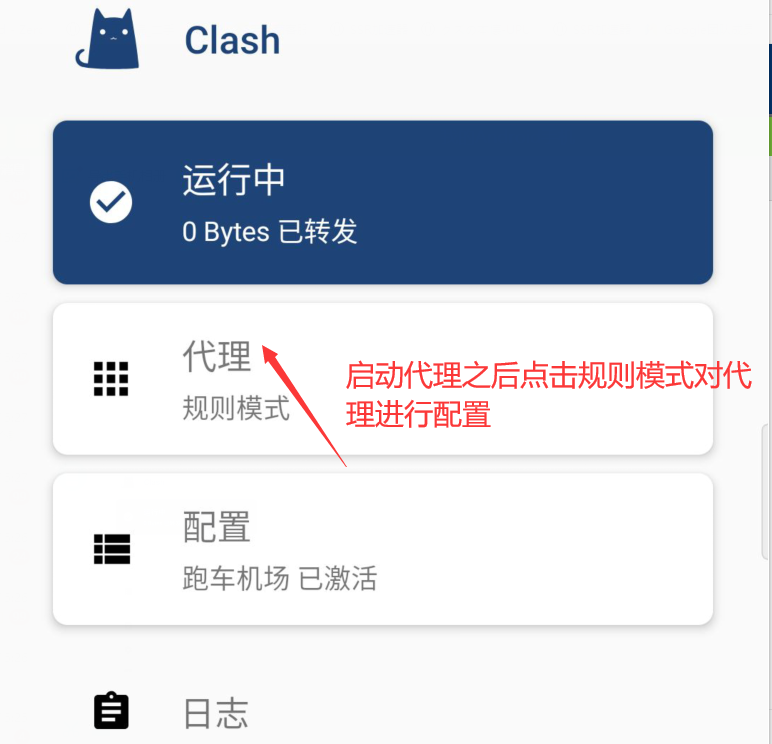 Clash
运行中
0 Bytes 已转发
代理
规则模式
启动代理之后点击规则模式对代
理进行配置
配置
跑车机场 已激活
日志